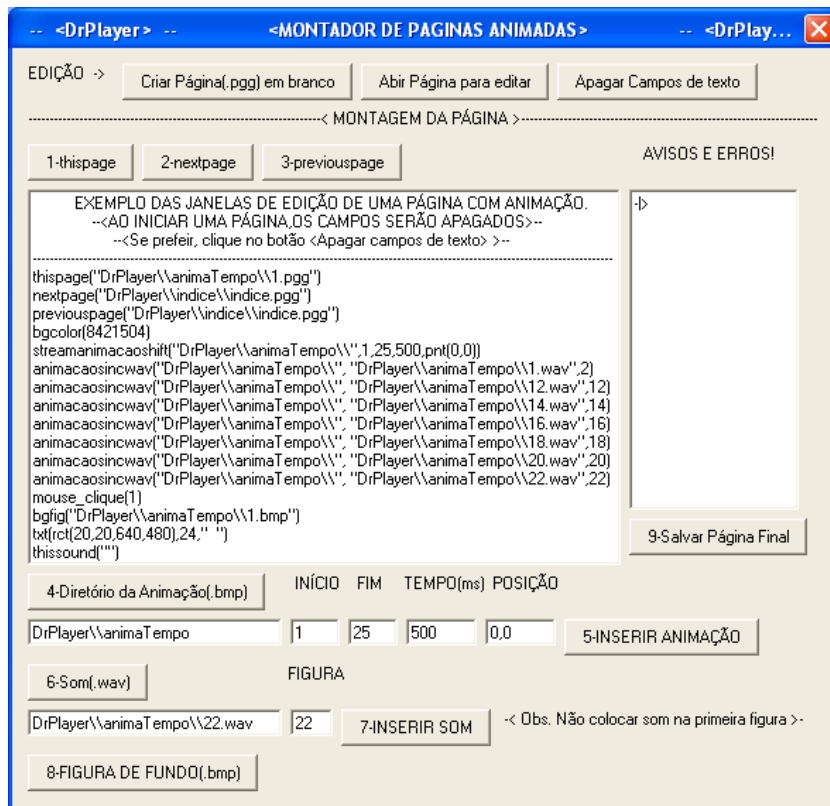 -- <DrPlayer> -- <MONTADOR DE PAGINAS ANIMADAS> -- <DrPlay...
EDIÇÃO -> Criar Página(.pgg) em branco Abir Página para editar Apagar Campos de texto
------< MONTAGEM DA PÁGINA >------
1-thispage 2-nextpage 3-previouspage AVISOS E ERROS!
EXEMPLO DAS JANELAS DE EDIÇÃO DE UMA PÁGINA COM ANIMAÇÃO.
--<AO INICIAR UMA PÁGINA,OS CAMPOS SERÃO APAGADOS>--
--<Se prefeir, clique no botão <Apagar campos de texto> >--
------
thispage("DrPlayer\\animaTempo\\1.pgg")
nextpage("DrPlayer\\indice\\indice.pgg")
previouspage("DrPlayer\\indice\\indice.pgg")
bgcolor(8421504)
streamanimacaoshift("DrPlayer\\animaTempo\\",1,25,500,pnt(0,0))
animacaosincwav("DrPlayer\\animaTempo\\", "DrPlayer\\animaTempo\\1.wav",2)
animacaosincwav("DrPlayer\\animaTempo\\", "DrPlayer\\animaTempo\\12.wav",12)
animacaosincwav("DrPlayer\\animaTempo\\", "DrPlayer\\animaTempo\\14.wav",14)
animacaosincwav("DrPlayer\\animaTempo\\", "DrPlayer\\animaTempo\\16.wav",16)
animacaosincwav("DrPlayer\\animaTempo\\", "DrPlayer\\animaTempo\\18.wav",18)
animacaosincwav("DrPlayer\\animaTempo\\", "DrPlayer\\animaTempo\\20.wav",20)
animacaosincwav("DrPlayer\\animaTempo\\", "DrPlayer\\animaTempo\\22.wav",22)
mouse_clique(1)
bgfig("DrPlayer\\animaTempo\\1.bmp")
txt(rct(20,20,640,480),24," ")
thissound("")
-|>
9-Salvar Página Final
4-Diretório da Animação(.bmp) INÍCIO FIM TEMPO(ms) POSIÇÃO
DrPlayer\\animaTempo 1 25 500 0,0 5-INSERIR ANIMAÇÃO
6-Som(.wav) FIGURA
DrPlayer\\animaTempo\\22.wav 22 7-INSERIR SOM -< Obs. Não colocar som na primeira figura >-
8-FIGURA DE FUNDO(.bmp)